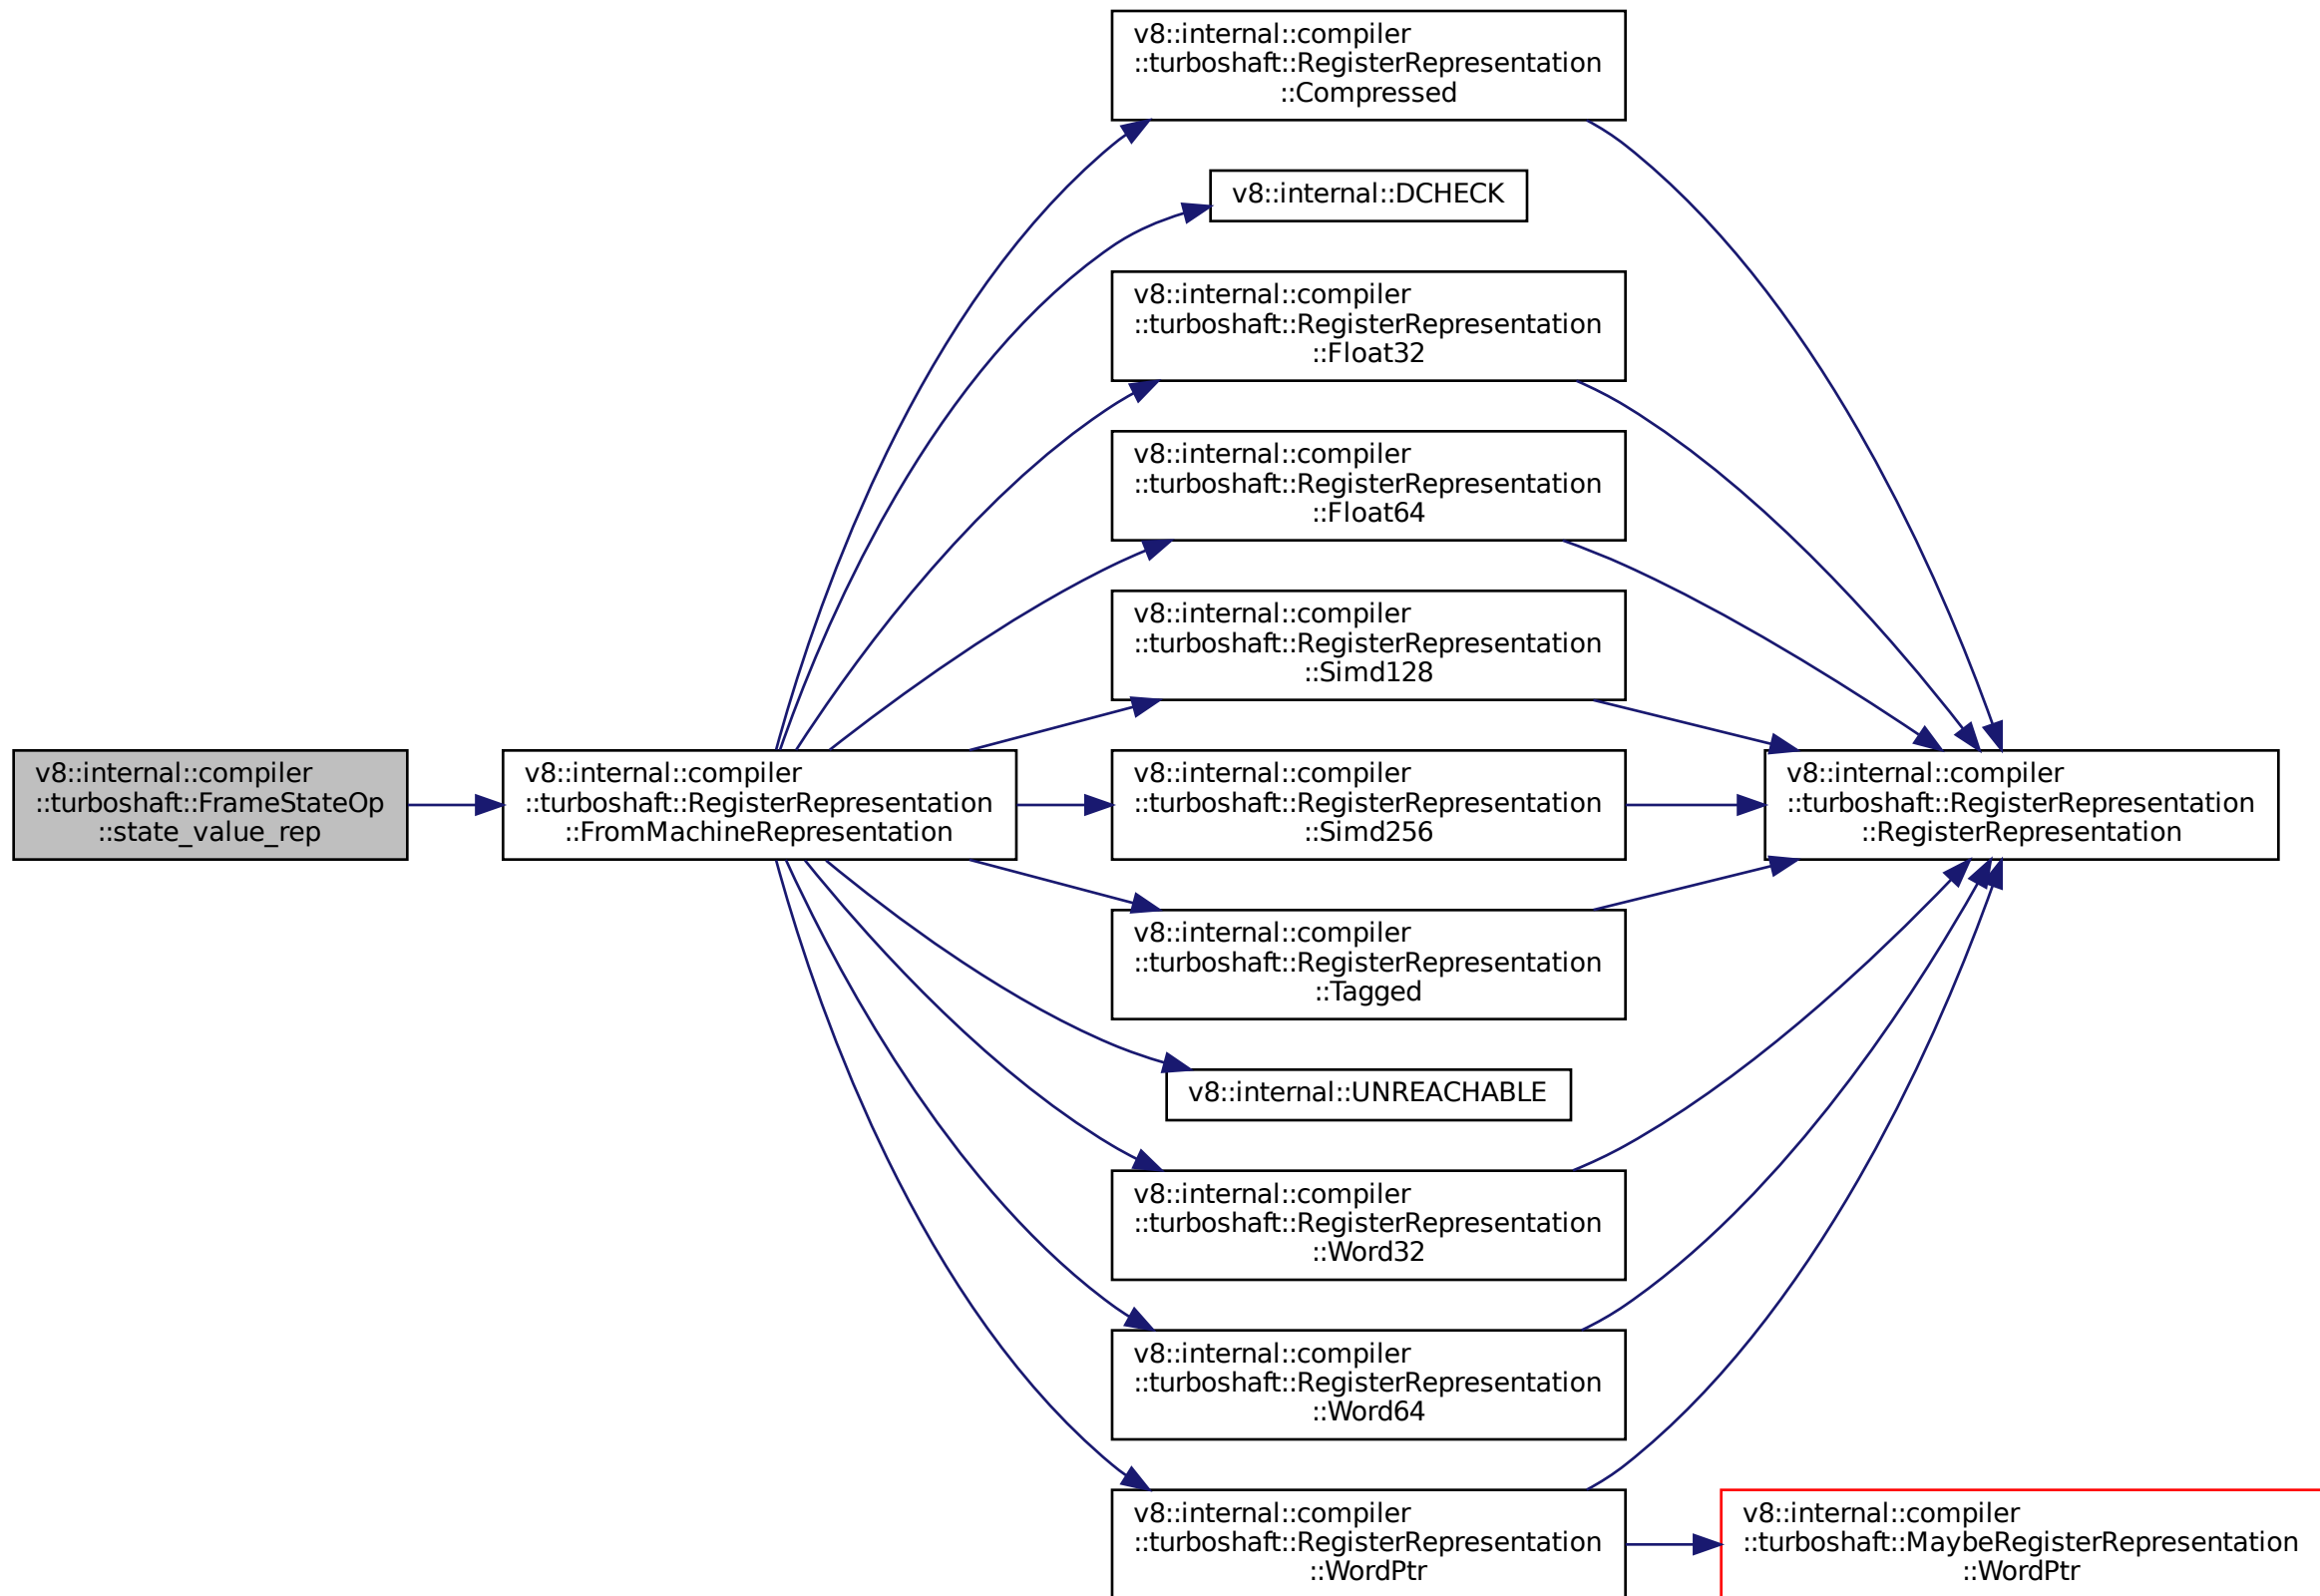 v8::internal::compiler
::turboshaft::FrameStateOp
::state_value_rep
v8::internal::compiler
::turboshaft::RegisterRepresentation
::FromMachineRepresentation
v8::internal::compiler
::turboshaft::RegisterRepresentation
::Compressed
v8::internal::DCHECK
v8::internal::compiler
::turboshaft::RegisterRepresentation
::Float32
v8::internal::compiler
::turboshaft::RegisterRepresentation
::Float64
v8::internal::compiler
::turboshaft::RegisterRepresentation
::Simd128
v8::internal::compiler
::turboshaft::RegisterRepresentation
::Simd256
v8::internal::compiler
::turboshaft::RegisterRepresentation
::Tagged
v8::internal::UNREACHABLE
v8::internal::compiler
::turboshaft::RegisterRepresentation
::Word32
v8::internal::compiler
::turboshaft::RegisterRepresentation
::Word64
v8::internal::compiler
::turboshaft::RegisterRepresentation
::WordPtr
v8::internal::compiler
::turboshaft::RegisterRepresentation
::RegisterRepresentation
v8::internal::compiler
::turboshaft::MaybeRegisterRepresentation
::WordPtr